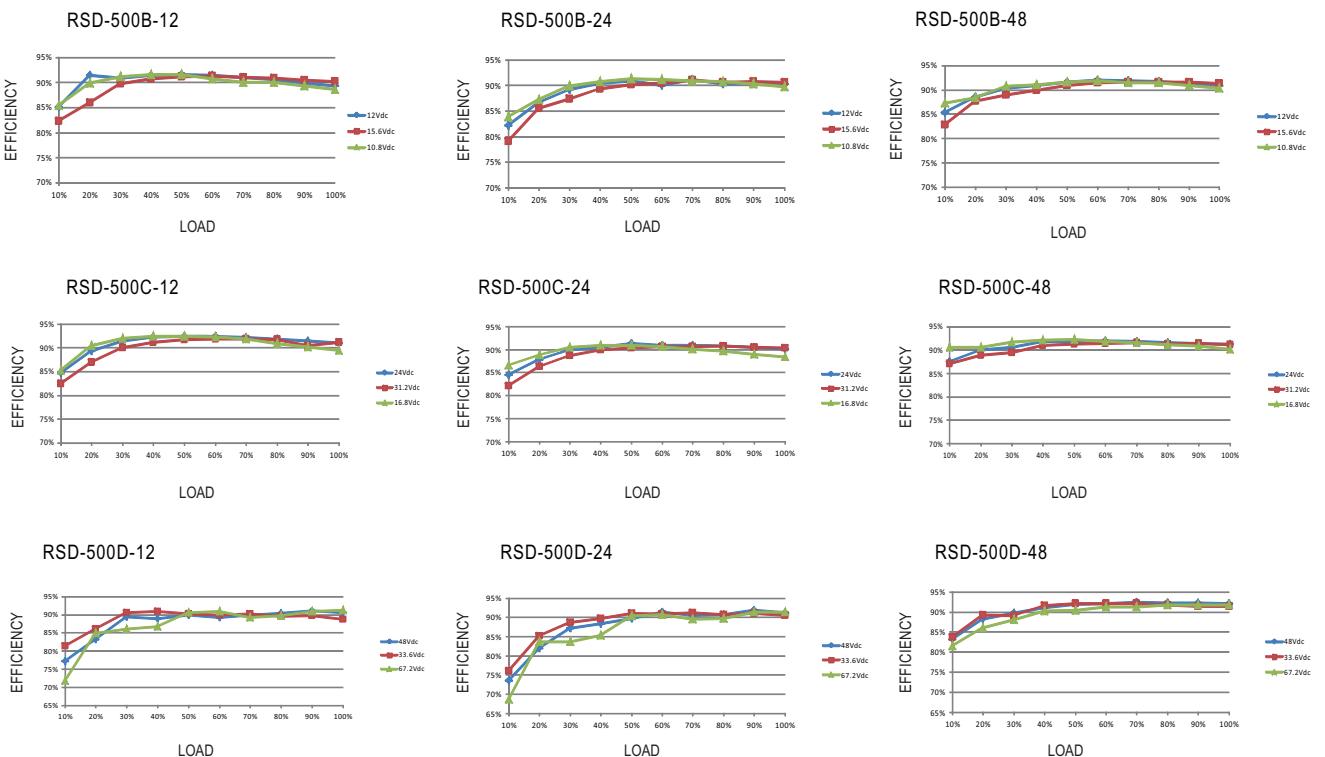 RSD-500B-12
EFFICIENCY
95%
90%
85%
80%
75%
70%
10% 20% 30% 40% 50% 60% 70% 80% 90% 100%
LOAD
12Vdc
15.6Vdc
10.8Vdc
RSD-500B-24
EFFICIENCY
95%
90%
85%
80%
75%
70%
10% 20% 30% 40% 50% 60% 70% 80% 90% 100%
LOAD
12Vdc
15.6Vdc
10.8Vdc
RSD-500B-48
EFFICIENCY
95%
90%
85%
80%
75%
70%
10% 20% 30% 40% 50% 60% 70% 80% 90% 100%
LOAD
12Vdc
15.6Vdc
10.8Vdc
RSD-500C-12
EFFICIENCY
95%
90%
85%
80%
75%
70%
10% 20% 30% 40% 50% 60% 70% 80% 90% 100%
LOAD
24Vdc
31.2Vdc
16.8Vdc
RSD-500C-24
EFFICIENCY
95%
90%
85%
80%
75%
70%
10% 20% 30% 40% 50% 60% 70% 80% 90% 100%
LOAD
24Vdc
31.2Vdc
16.8Vdc
RSD-500C-48
EFFICIENCY
95%
90%
85%
80%
75%
70%
10% 20% 30% 40% 50% 60% 70% 80% 90% 100%
LOAD
24Vdc
31.2Vdc
16.8Vdc
RSD-500D-12
EFFICIENCY
95%
90%
85%
80%
75%
70%
65%
10% 20% 30% 40% 50% 60% 70% 80% 90% 100%
LOAD
48Vdc
33.6Vdc
67.2Vdc
RSD-500D-24
EFFICIENCY
95%
90%
85%
80%
75%
70%
65%
10% 20% 30% 40% 50% 60% 70% 80% 90% 100%
LOAD
48Vdc
33.6Vdc
67.2Vdc
RSD-500D-48
EFFICIENCY
95%
90%
85%
80%
75%
70%
65%
10% 20% 30% 40% 50% 60% 70% 80% 90% 100%
LOAD
48Vdc
33.6Vdc
67.2Vdc